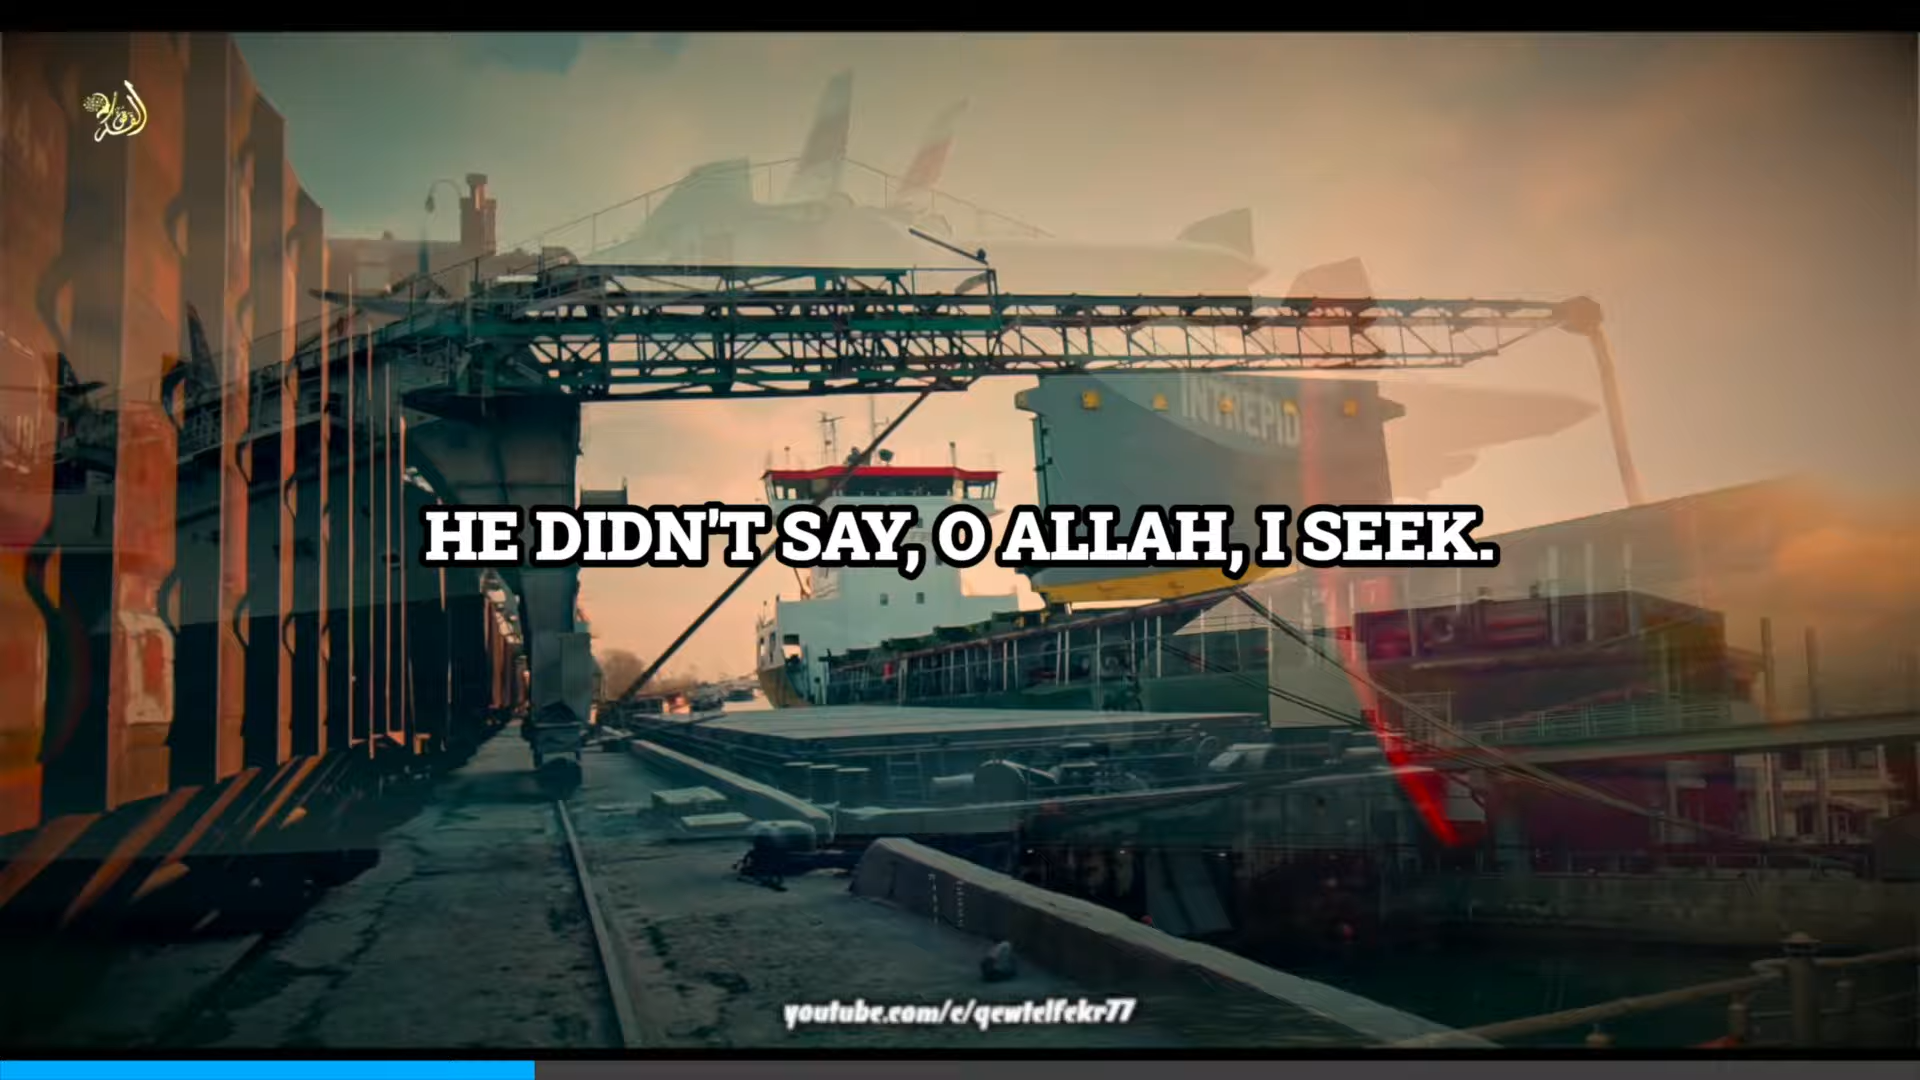 INTREPID
HE DIDN'T SAY, O ALLAH, I SEEK.
youtube.com/c/qewtelfekr77